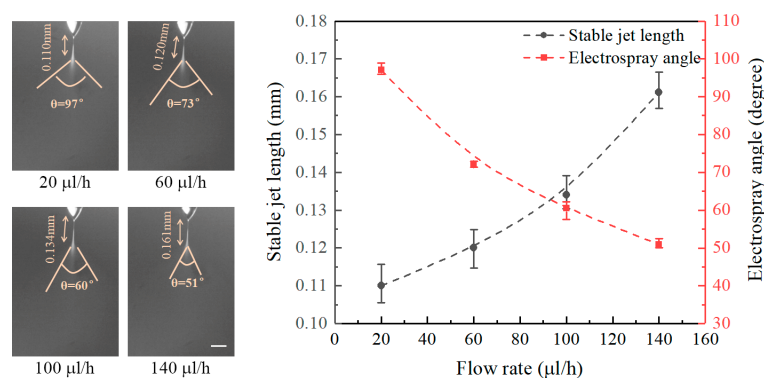 0.110mm
θ=97°
20 μl/h
0.120mm
θ=73°
60 μl/h
0.134mm
θ=60°
100 μl/h
0.161mm
θ=51°
140 μl/h
Stable jet length
Electrospray angle
Stable jet length (mm)
0.18
0.17
0.16
0.15
0.14
0.13
0.12
0.11
0.10
0
20
40
60
80
100
120
140
160
Flow rate (μl/h)
110
100
90
80
70
60
50
40
30
Electrospray angle (degree)